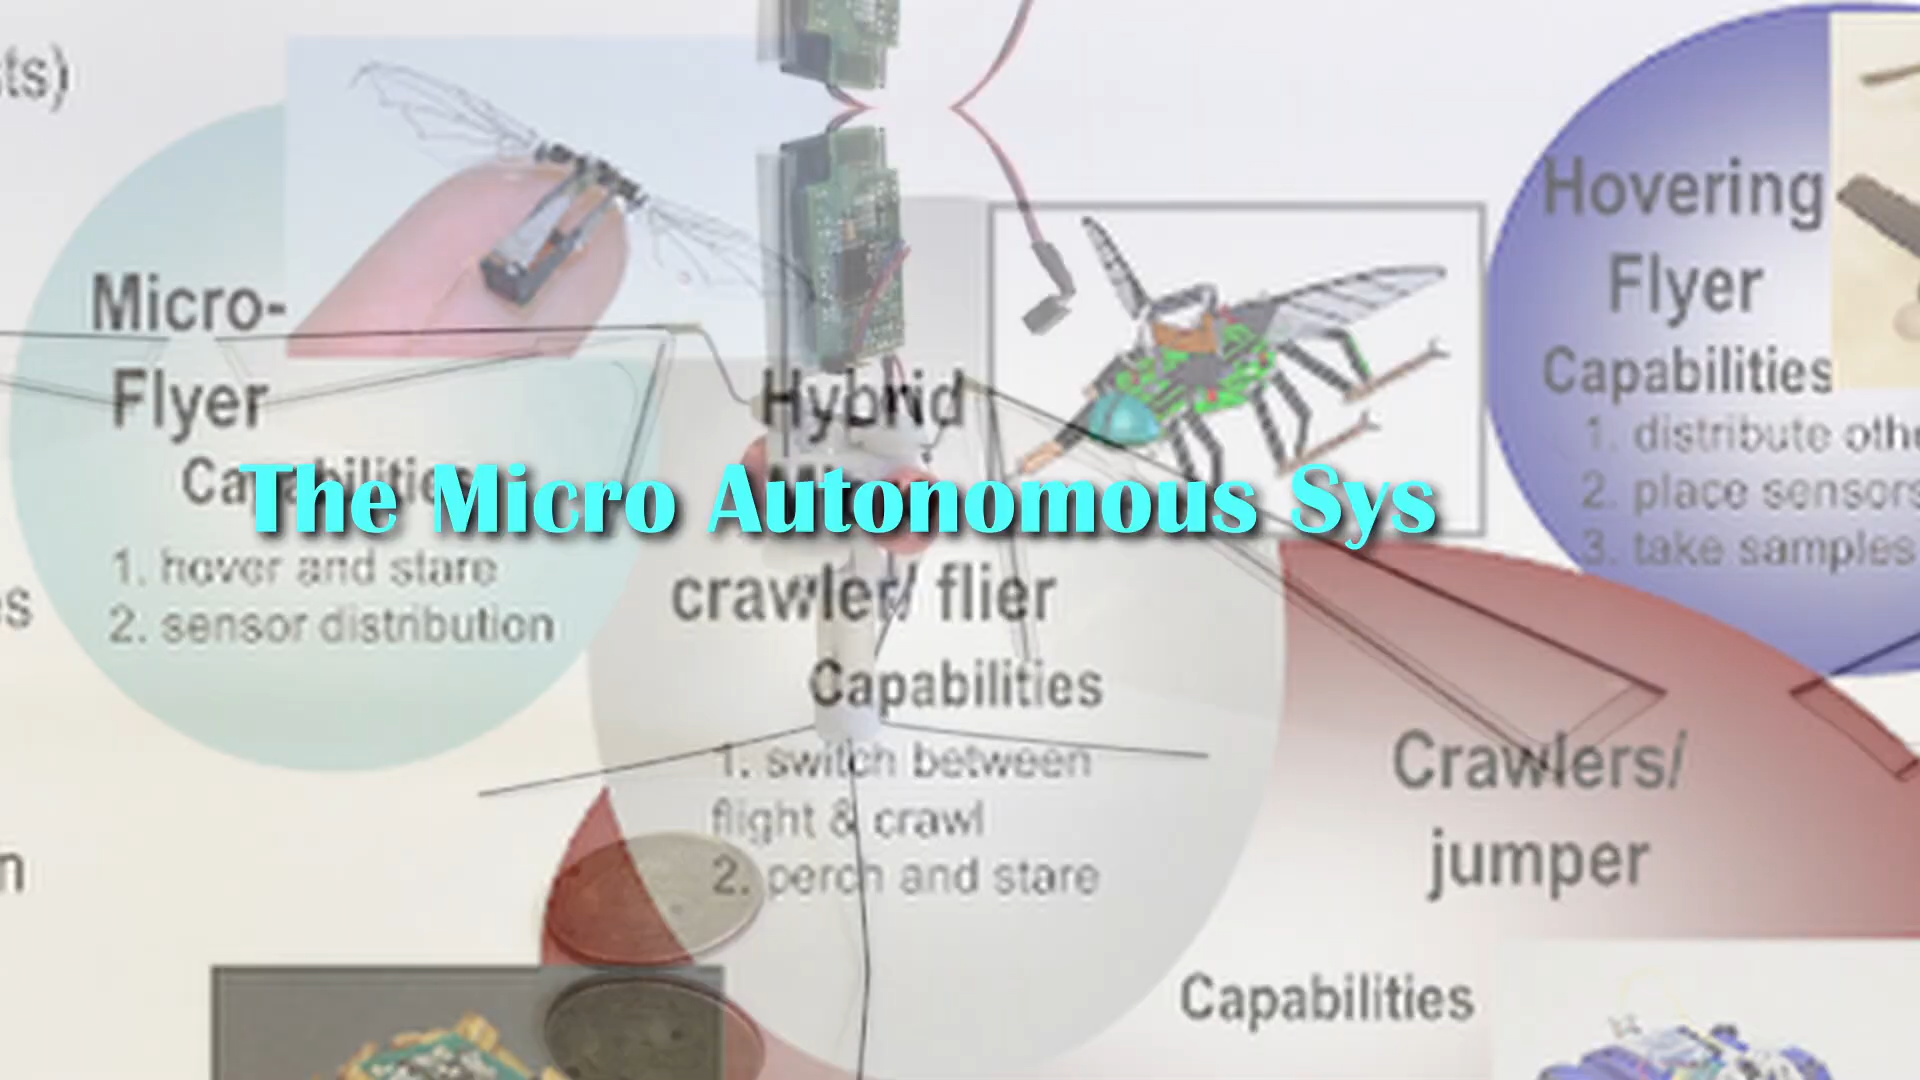 Micro-
Flyer
Capabilities
1. hover and stare
2. sensor distribution
Hybrid
crawler/ flier
Capabilities
1. switch between
flight & crawl
2. perch and stare
The Micro Autonomous Sys
Hovering
Flyer
Capabilities
1. distribute
2. place sensors
3. take samples
Crawlers/
jumper
Capabilities